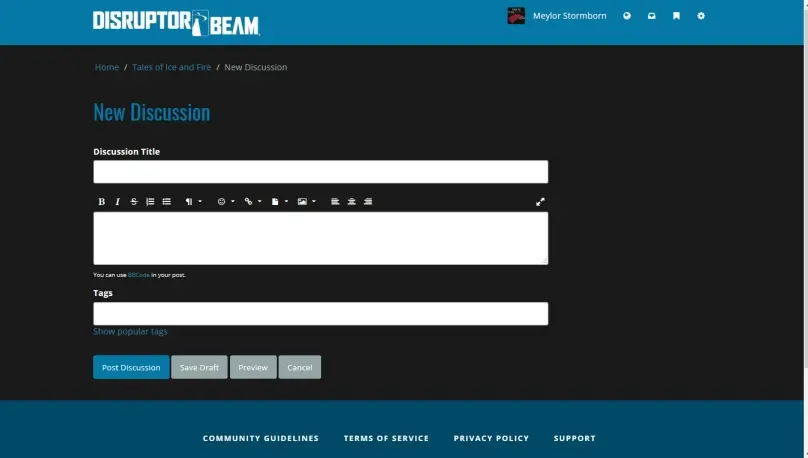 DISRUPTOR BEAM
Meylor Stormborn
Home / Tales of Ice and Fire / New Discussion
New Discussion
Discussion Title
B I S
You can use BBCode in your post.
Tags
Show popular tags
Post Discussion Save Draft Preview Cancel
COMMUNITY GUIDELINES TERMS OF SERVICE PRIVACY POLICY SUPPORT